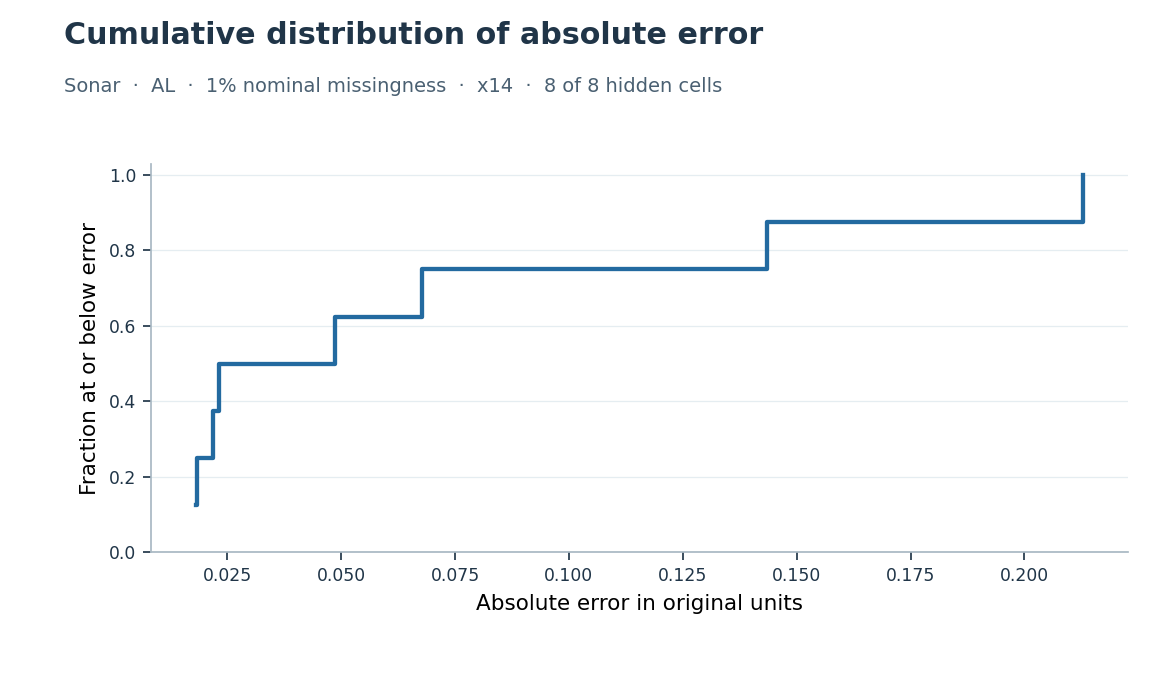 Cumulative distribution of absolute error
Sonar · AL · 1% nominal missingness · x14 · 8 of 8 hidden cells
Fraction at or below error
1.0
0.8
0.6
0.4
0.2
0.0
0.025 0.050 0.075 0.100 0.125 0.150 0.175 0.200
Absolute error in original units